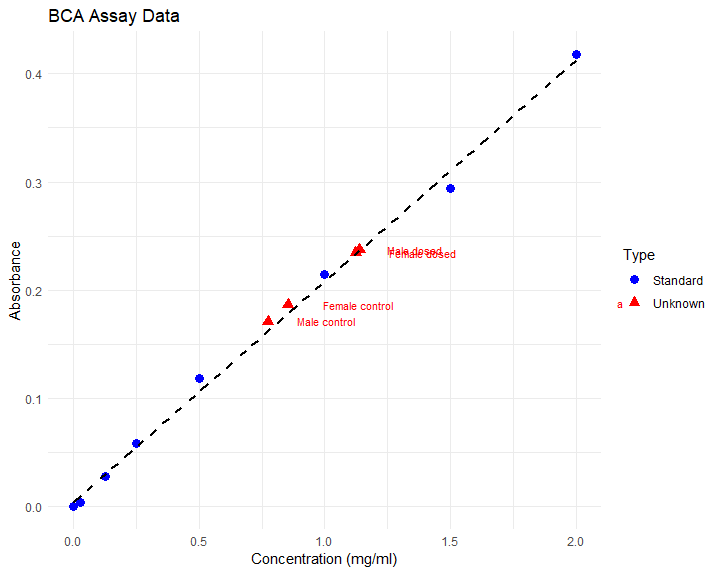 BCA Assay Data
Absorbance
0.4
0.3
0.2
0.1
0.0
Male dosed
Female dosed
Female control
Male control
0.0 0.5 1.0 1.5 2.0
Concentration (mg/ml)
Type
Standard
a Unknown